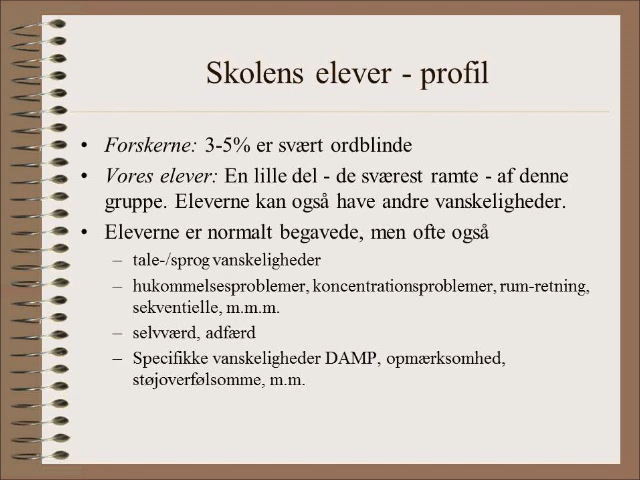 Skolens elever - profil
• Forskerne: 3-5% er svært ordblinde
• Vores elever: En lille del - de sværest ramte - af denne
gruppe. Eleverne kan også have andre vanskeligheder.
• Eleverne er normalt begavede, men ofte også
– tale-/sprogvanskeligheder
– hukommelsesproblemer, koncentrationsproblemer, rum-retning,
sekventielle, m.m.m.
– selvværd, adfærd
– Specifikke vanskeligheder DAMP, opmærksomhed,
støjoverfølsomme, m.m.